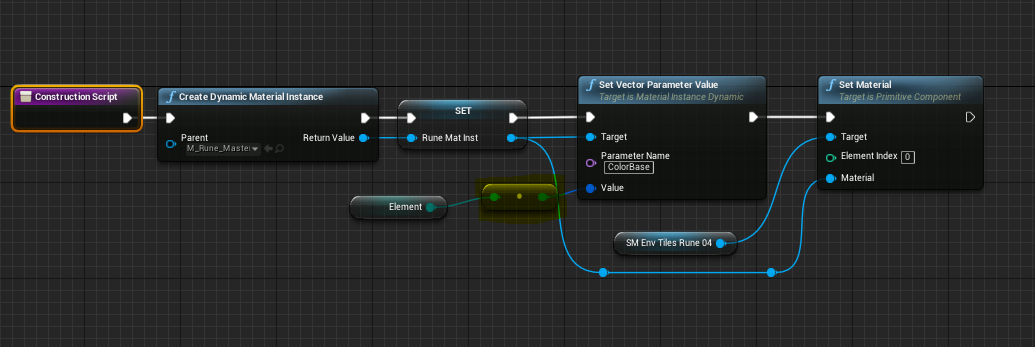 Construction Script
f Create Dynamic Material Instance
Parent
M_Rune_Master
Return Value
SET
Rune Mat Inst
f Set Vector Parameter Value
Target is Material Instance Dynamic
Target
Parameter Name
ColorBase
Value
f Set Material
Target is Primitive Component
Target
Element Index 0
Material
Element
SM Env Tiles Rune 04